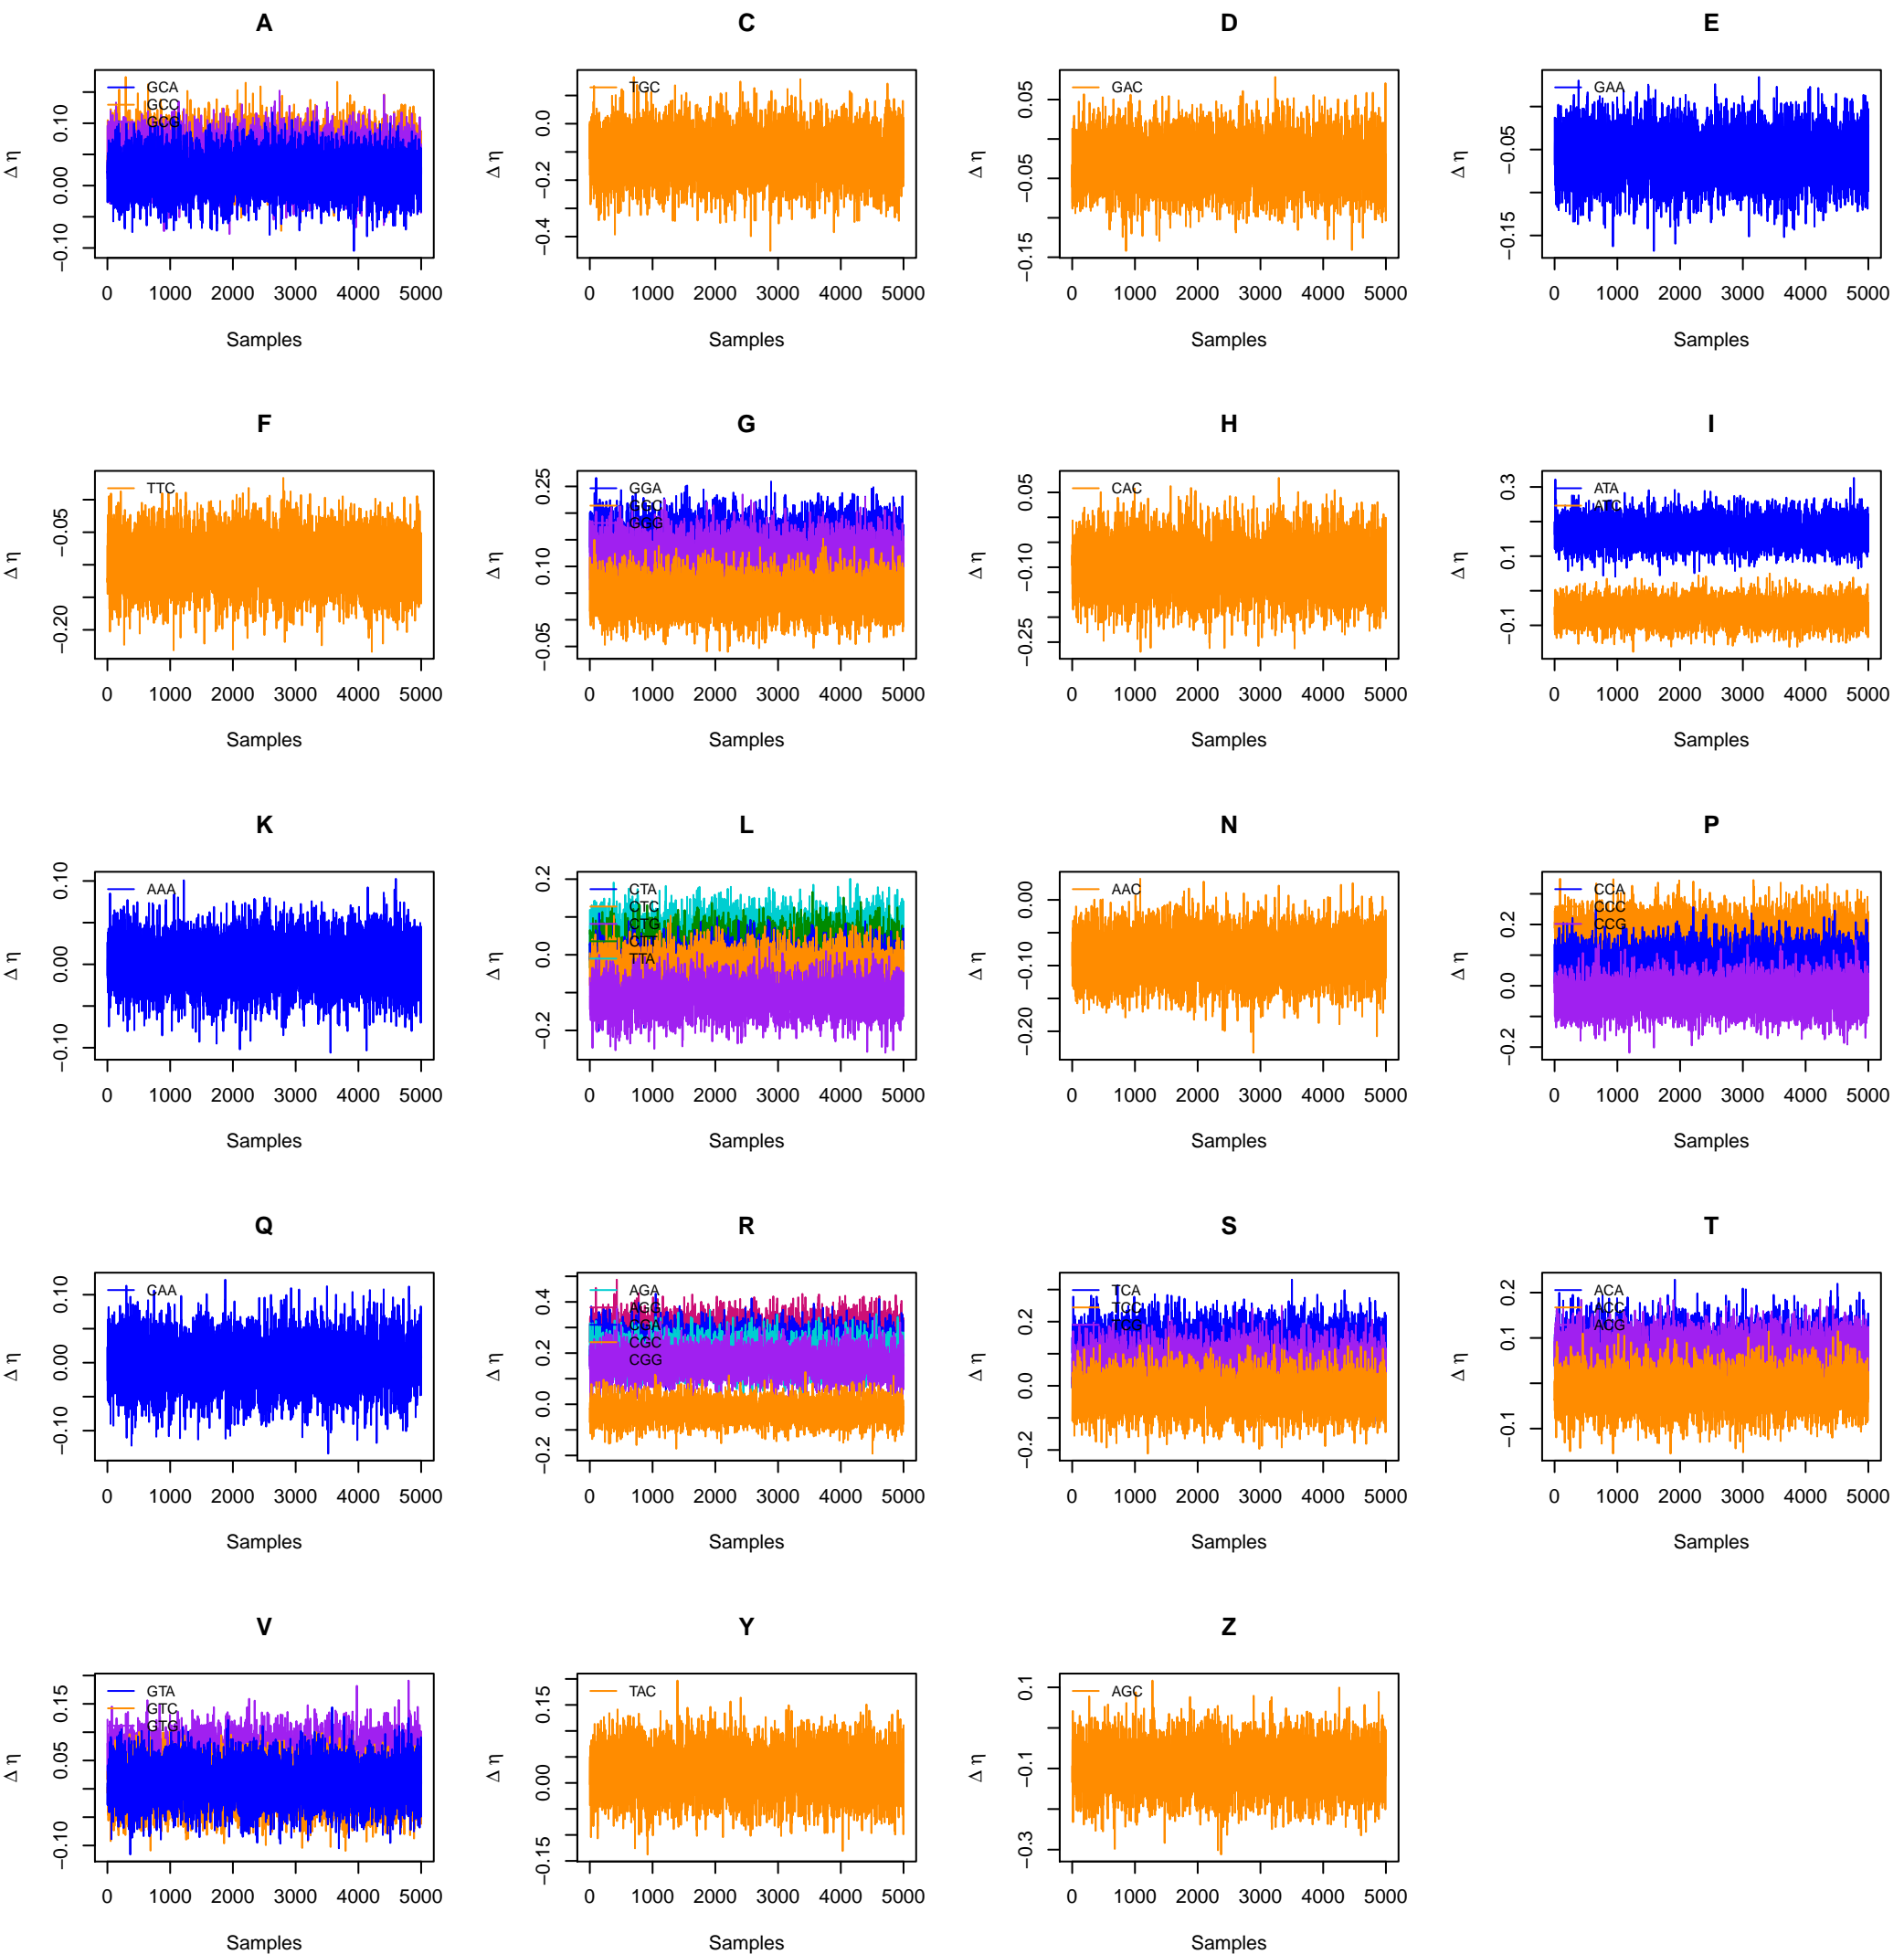 A
Δ η
−0.10 0.00 0.10
GCA
GCC
GCG
0 1000 2000 3000 4000 5000
Samples
C
Δ η
−0.4 −0.2 0.0
TGC
0 1000 2000 3000 4000 5000
Samples
D
Δ η
−0.15 −0.05 0.05
GAC
0 1000 2000 3000 4000 5000
Samples
E
Δ η
−0.15 −0.05
GAA
0 1000 2000 3000 4000 5000
Samples
F
Δ η
−0.20 −0.05
TTC
0 1000 2000 3000 4000 5000
Samples
G
Δ η
−0.05 0.10 0.25
GGA
GGC
GGG
0 1000 2000 3000 4000 5000
Samples
H
Δ η
−0.25 −0.10 0.05
CAC
0 1000 2000 3000 4000 5000
Samples
I
Δ η
−0.1 0.1 0.3
ATA
ATC
0 1000 2000 3000 4000 5000
Samples
K
Δ η
−0.10 0.00 0.10
AAA
0 1000 2000 3000 4000 5000
Samples
L
Δ η
−0.2 0.0 0.2
CTA
CTC
CTG
CTT
TTA
0 1000 2000 3000 4000 5000
Samples
N
Δ η
−0.20 −0.10 0.00
AAC
0 1000 2000 3000 4000 5000
Samples
P
Δ η
−0.2 0.0 0.2
CCA
CCC
CCG
0 1000 2000 3000 4000 5000
Samples
Q
Δ η
−0.10 0.00 0.10
CAA
0 1000 2000 3000 4000 5000
Samples
R
Δ η
−0.2 0.0 0.2 0.4
AGA
AGG
CGA
CGC
CGG
0 1000 2000 3000 4000 5000
Samples
S
Δ η
−0.2 0.0 0.2
TCA
TCC
TCG
0 1000 2000 3000 4000 5000
Samples
T
Δ η
−0.1 0.1 0.2
ACA
ACC
ACG
0 1000 2000 3000 4000 5000
Samples
V
Δ η
−0.10 0.05 0.15
GTA
GTC
GTG
0 1000 2000 3000 4000 5000
Samples
Y
Δ η
−0.15 0.00 0.15
TAC
0 1000 2000 3000 4000 5000
Samples
Z
Δ η
−0.3 −0.1 0.1
AGC
0 1000 2000 3000 4000 5000
Samples